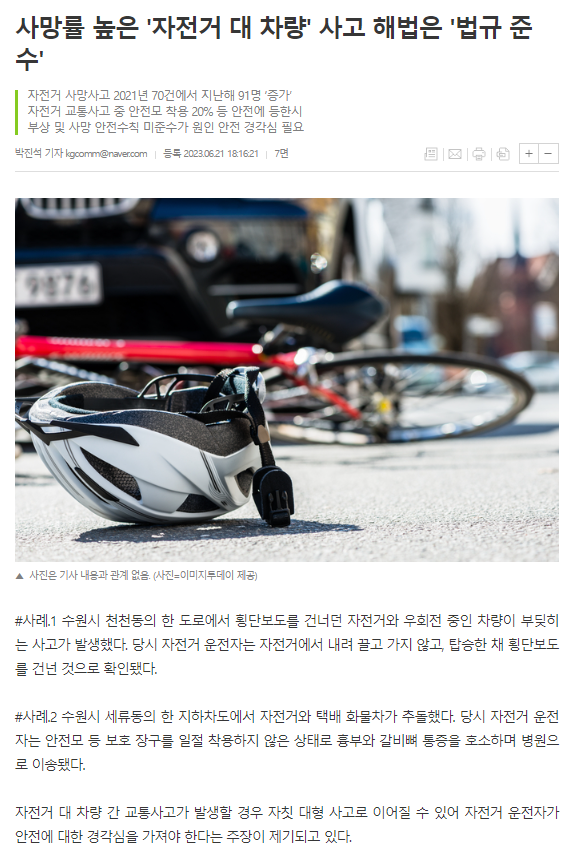 사망률 높은 '자전거 대 차량' 사고 해법은 '법규 준
수'
자전거 사망사고 2021년 70건에서 지난해 91명 '증가'
자전거 교통사고 중 안전모 착용 20% 등 안전에 등한시
부상 및 사망 안전수칙 미준수가 원인 안전 경각심 필요
박진석 기자 kgcomm@naver.com | 등록 2023.06.21 18:16:21 | 7면
9876
▲ 사진은 기사 내용과 관계 없음. (사진=이미지투데이 제공)
#사례.1 수원시 천천동의 한 도로에서 횡단보도를 건너던 자전거와 우회전 중인 차량이 부딪히
는 사고가 발생했다. 당시 자전거 운전자는 자전거에서 내려 끌고 가지 않고, 탑승한 채 횡단보도
를 건넌 것으로 확인됐다.
#사례.2 수원시 세류동의 한 지하차도에서 자전거와 택배 화물차가 추돌했다. 당시 자전거 운전
자는 안전모 등 보호 장구를 일절 착용하지 않은 상태로 흉부와 갈비뼈 통증을 호소하며 병원으
로 이송됐다.
자전거 대 차량 간 교통사고가 발생할 경우 자칫 대형 사고로 이어질 수 있어 자전거 운전자가
안전에 대한 경각심을 가져야 한다는 주장이 제기되고 있다.